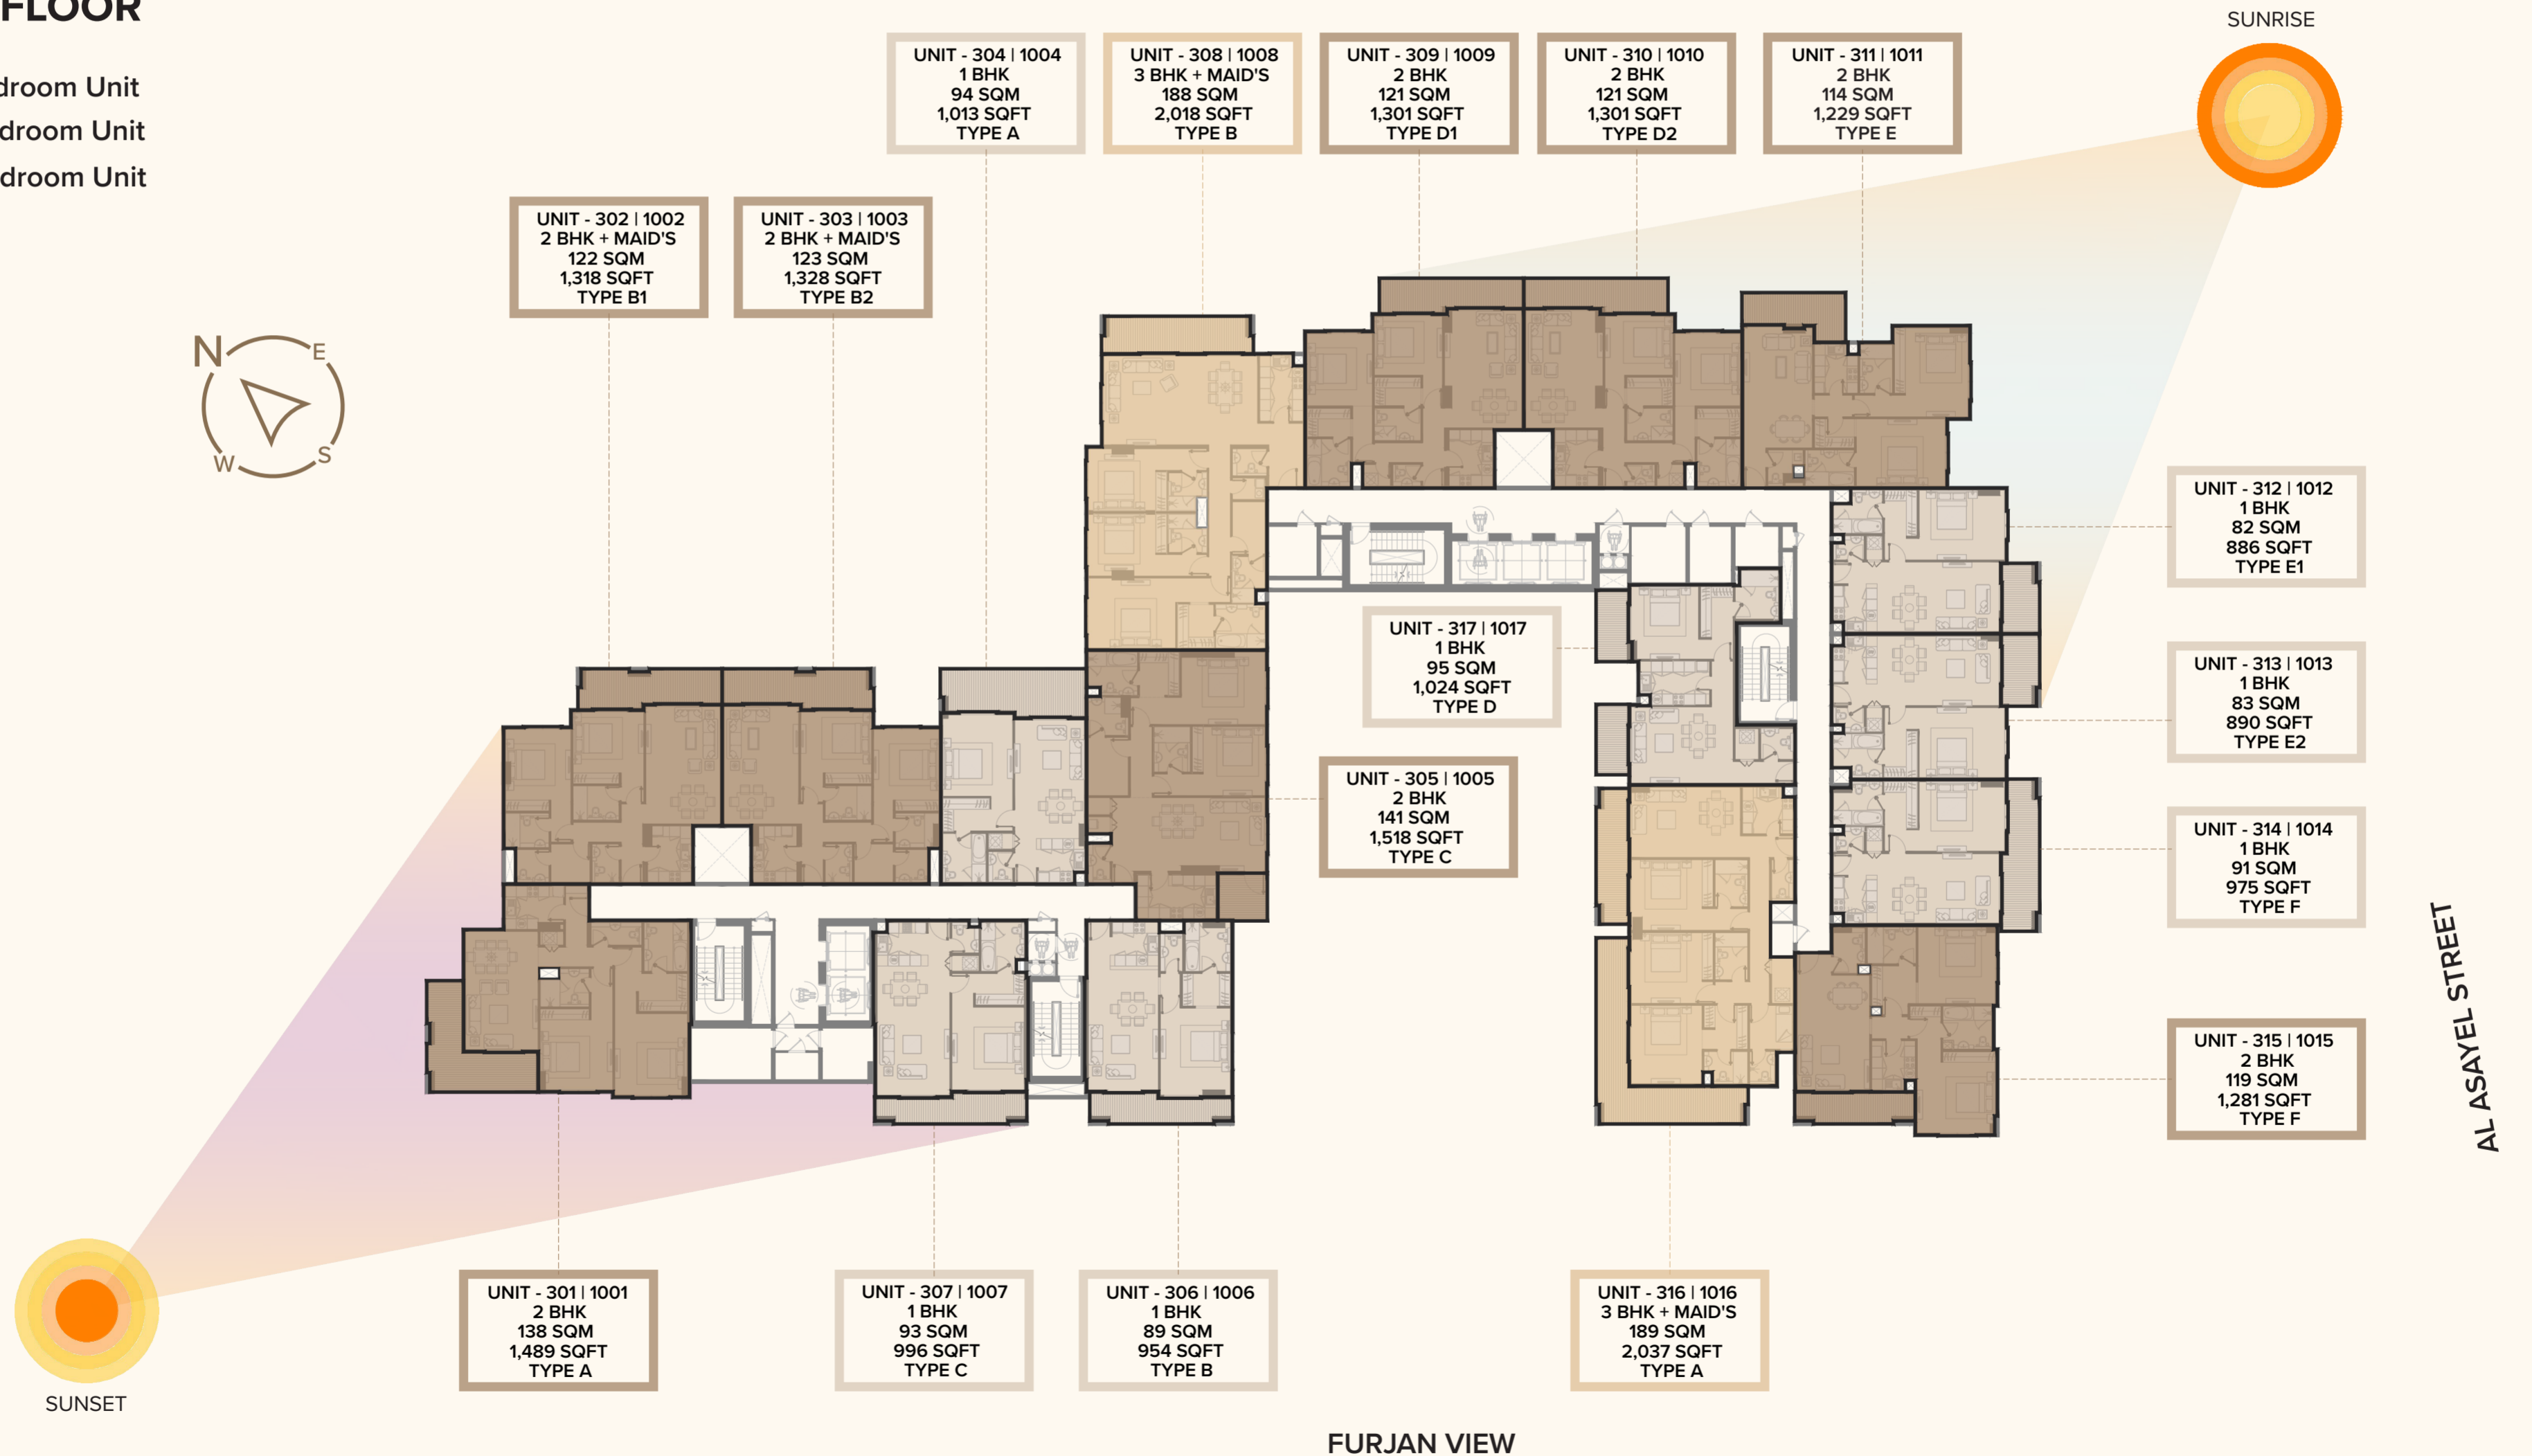 FLOOR
droom Unit
droom Unit
droom Unit
N
E
W
S
SUNRISE
UNIT - 304 | 1004
1 BHK
94 SQM
1,013 SQFT
TYPE A
UNIT - 308 | 1008
3 BHK + MAID'S
188 SQM
2,018 SQFT
TYPE B
UNIT - 309 | 1009
2 BHK
121 SQM
1,301 SQFT
TYPE D1
UNIT - 310 | 1010
2 BHK
121 SQM
1,301 SQFT
TYPE D2
UNIT - 311 | 1011
2 BHK
114 SQM
1,229 SQFT
TYPE E
UNIT - 302 | 1002
2 BHK + MAID'S
122 SQM
1,318 SQFT
TYPE B1
UNIT - 303 | 1003
2 BHK + MAID'S
123 SQM
1,328 SQFT
TYPE B2
UNIT - 312 | 1012
1 BHK
82 SQM
886 SQFT
TYPE E1
UNIT - 317 | 1017
1 BHK
95 SQM
1,024 SQFT
TYPE D
UNIT - 313 | 1013
1 BHK
83 SQM
890 SQFT
TYPE E2
UNIT - 305 | 1005
2 BHK
141 SQM
1,518 SQFT
TYPE C
UNIT - 314 | 1014
1 BHK
91 SQM
975 SQFT
TYPE F
UNIT - 315 | 1015
2 BHK
119 SQM
1,281 SQFT
TYPE F
AL ASAYEL STREET
UNIT - 301 | 1001
2 BHK
138 SQM
1,489 SQFT
TYPE A
UNIT - 307 | 1007
1 BHK
93 SQM
996 SQFT
TYPE C
UNIT - 306 | 1006
1 BHK
89 SQM
954 SQFT
TYPE B
UNIT - 316 | 1016
3 BHK + MAID'S
189 SQM
2,037 SQFT
TYPE A
SUNSET
FURJAN VIEW